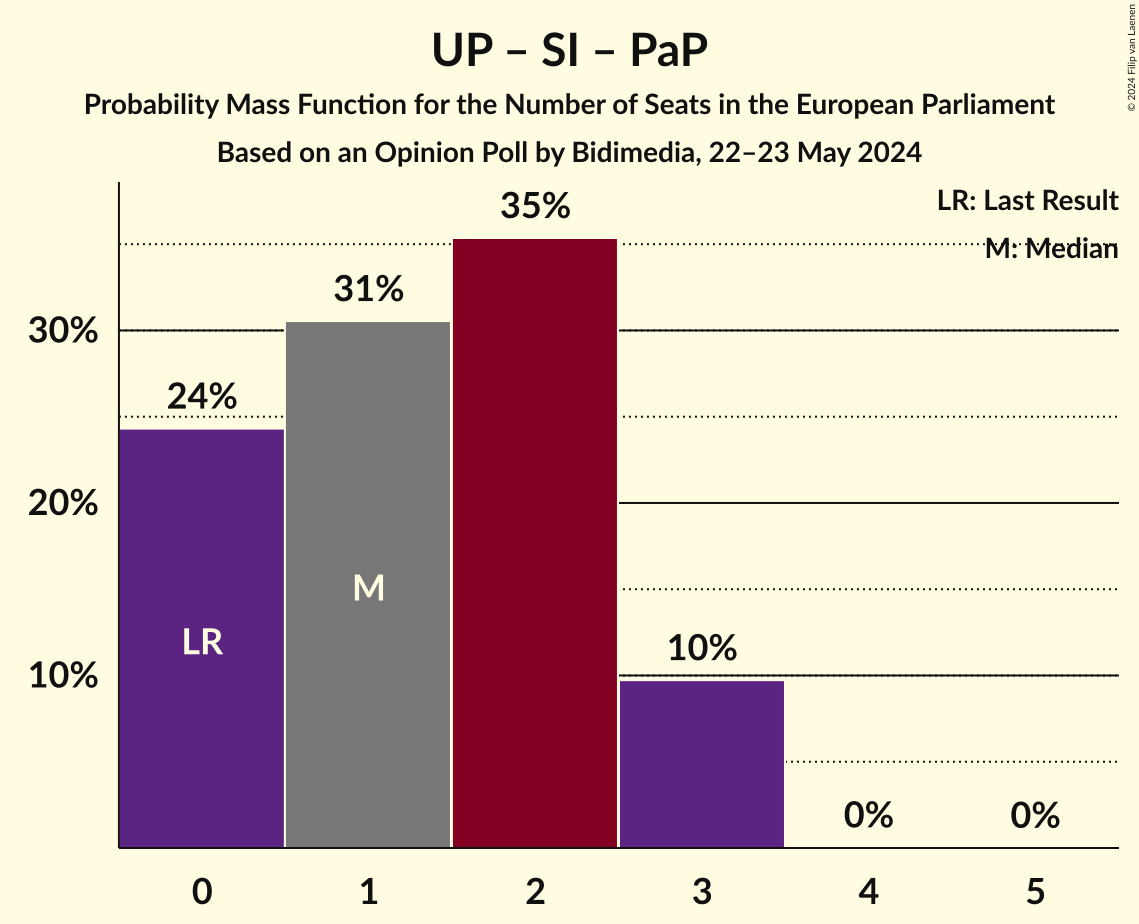 UP – SI – PaP
Probability Mass Function for the Number of Seats in the European Parliament
Based on an Opinion Poll by Bidimedia, 22–23 May 2024
© 2024 Filip van Laenen
LR: Last Result
M: Median
35%
31%
30%
24%
20%
M
LR
10%
10%
0%
0%
0
1
2
3
4
5